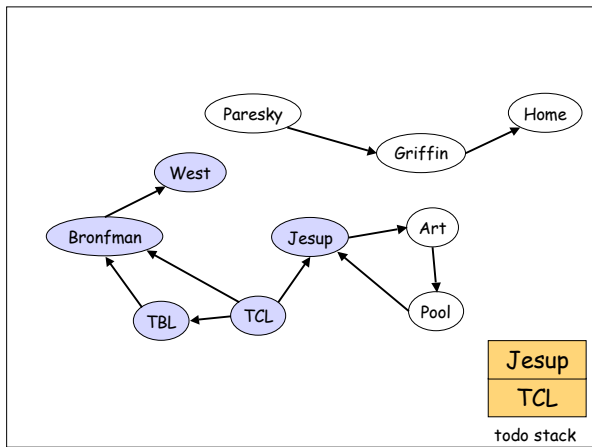 Paresky
Home
Griffin
West
Bronfman
Jesup
Art
TBL
TCL
Pool
Jesup
TCL
todo stack